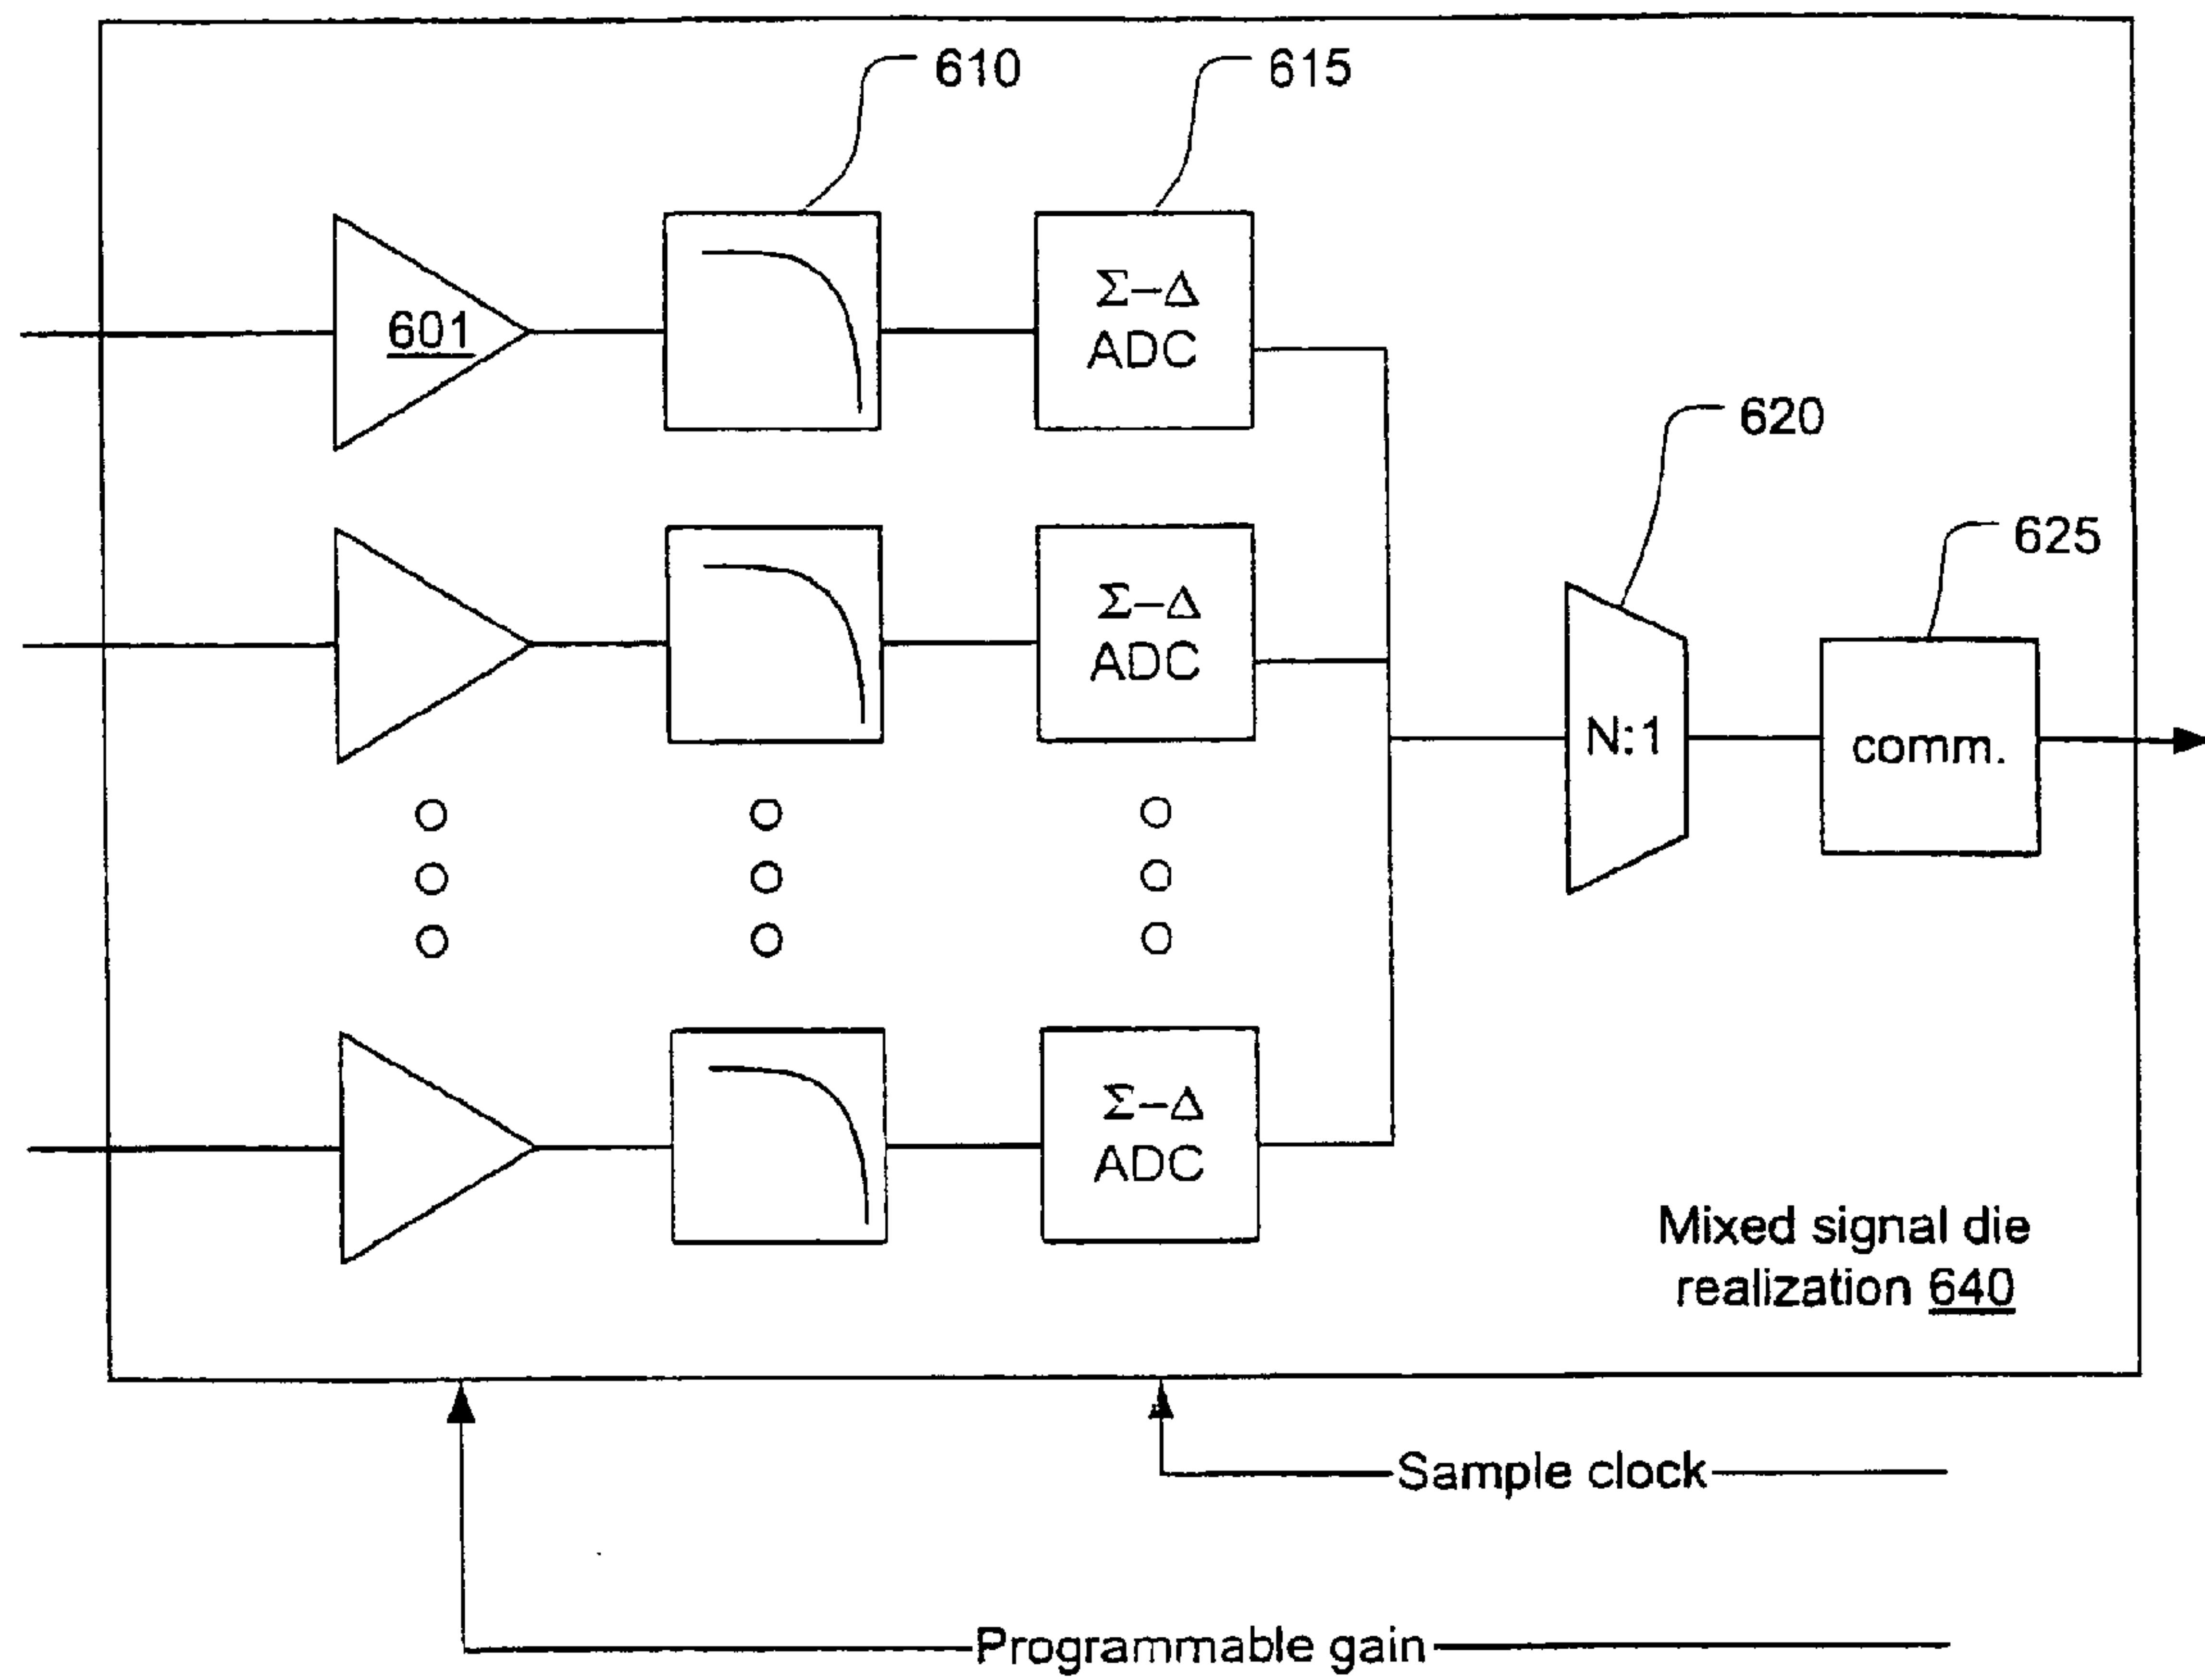 610
615
601
Σ–Δ
ADC
620
625
Σ–Δ
ADC
N:1
comm.
Σ–Δ
ADC
Mixed signal die
realization 640
Sample clock
Programmable gain